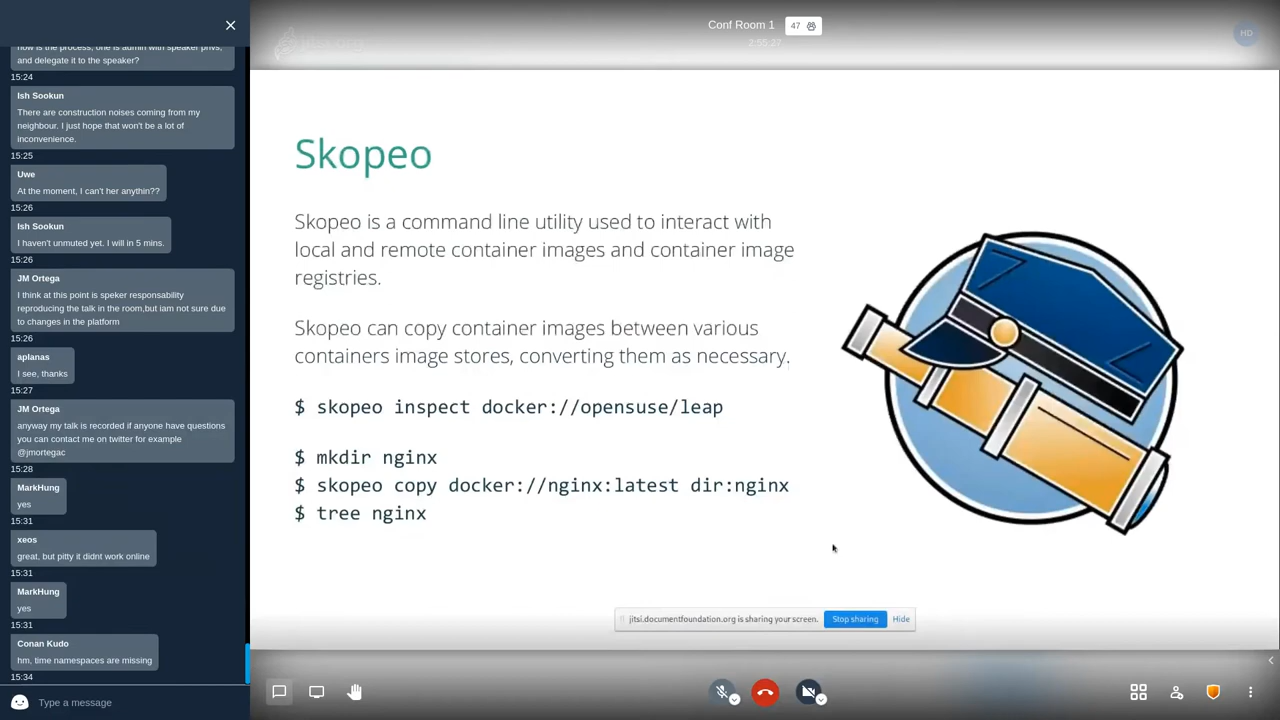 now is the process, one is admin with speaker privs,
and delegate it to the speaker?
15:24
Ish Sookun
There are construction noises coming from my
neighbour. I just hope that won't be a lot of
inconvenience.
15:25
Uwe
At the moment, I can't her anythin??
15:26
Ish Sookun
I haven't unmuted yet. I will in 5 mins.
15:26
JM Ortega
I think at this point is speker responsability
reproducing the talk in the room,but iam not sure due
to changes in the platform
15:26
aplanas
I see, thanks
15:27
JM Ortega
anyway my talk is recorded if anyone have questions
you can contact me on twitter for example
@jmortegac
15:28
MarkHung
yes
15:31
xeos
great, but pitty it didnt work online
15:31
MarkHung
yes
15:31
Conan Kudo
hm, time namespaces are missing
15:34
Type a message
jitsi.org
Conf Room 1
47
2:55:27
HD
Skopeo
Skopeo is a command line utility used to interact with
local and remote container images and container image
registries.
Skopeo can copy container images between various
containers image stores, converting them as necessary.
$ skopeo inspect docker://opensuse/leap
$ mkdir nginx
$ skopeo copy docker://nginx:latest dir:nginx
$ tree nginx
jitsi.documentfoundation.org is sharing your screen.
Stop sharing
Hide